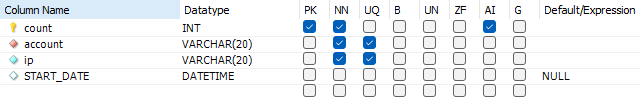 Column Name Datatype PK NN UQ B UN ZF AI G Default/Expression
count INT
account VARCHAR(20)
ip VARCHAR(20)
START_DATE DATETIME NULL